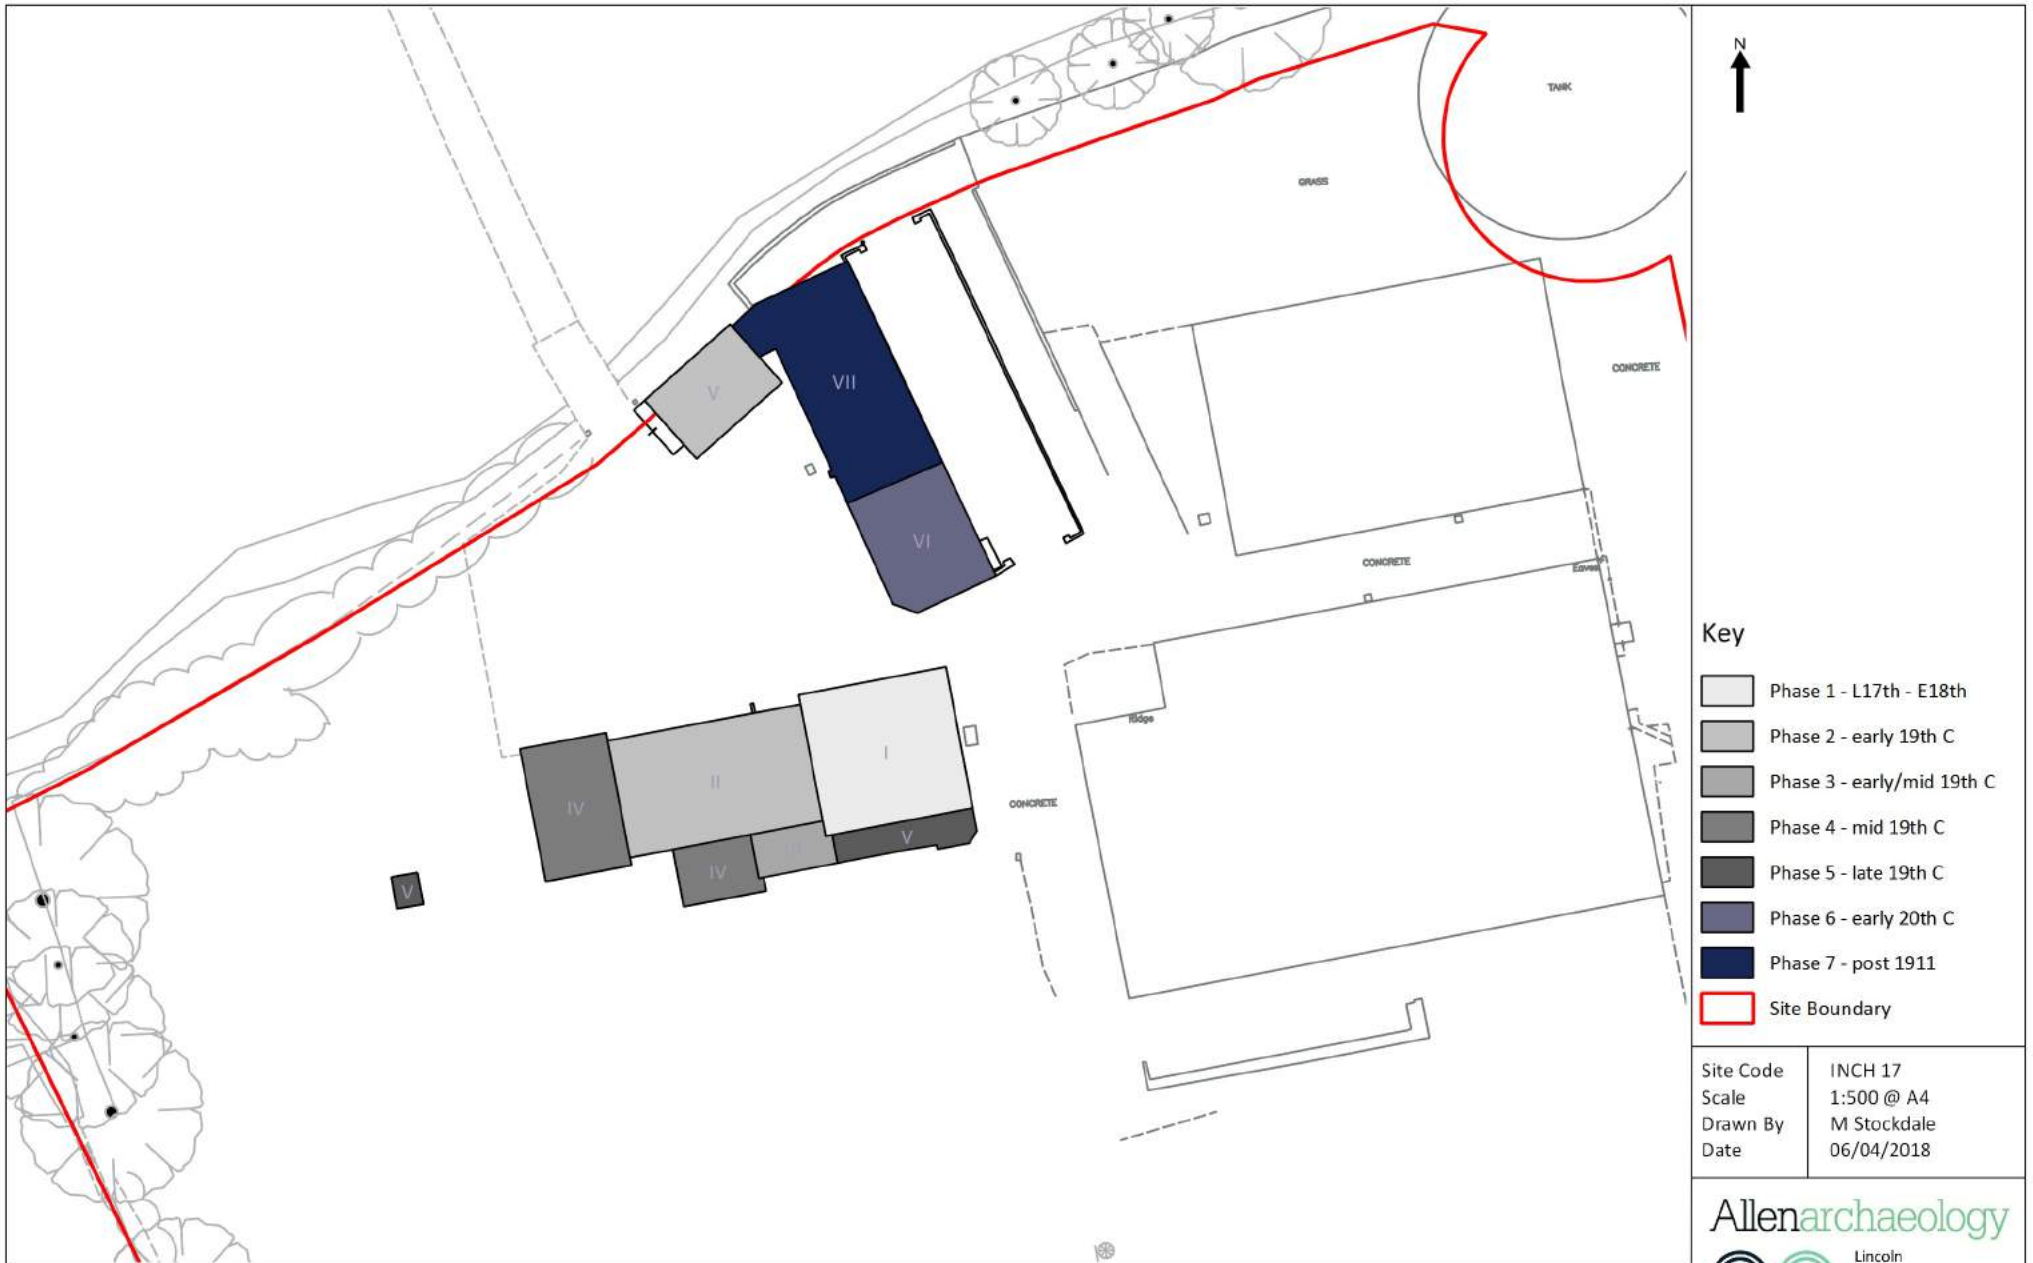 N
TANK
GRASS
CONCRETE
V
VII
VI
CONCRETE
Eaves
Ridge
I
II
IV
CONCRETE
V
III
IV
V
Key
Phase 1 - L17th - E18th
Phase 2 - early 19th C
Phase 3 - early/mid 19th C
Phase 4 - mid 19th C
Phase 5 - late 19th C
Phase 6 - early 20th C
Phase 7 - post 1911
Site Boundary
Site Code INCH 17
Scale 1:500 @ A4
Drawn By M Stockdale
Date 06/04/2018
Allenarchaeology
Lincoln